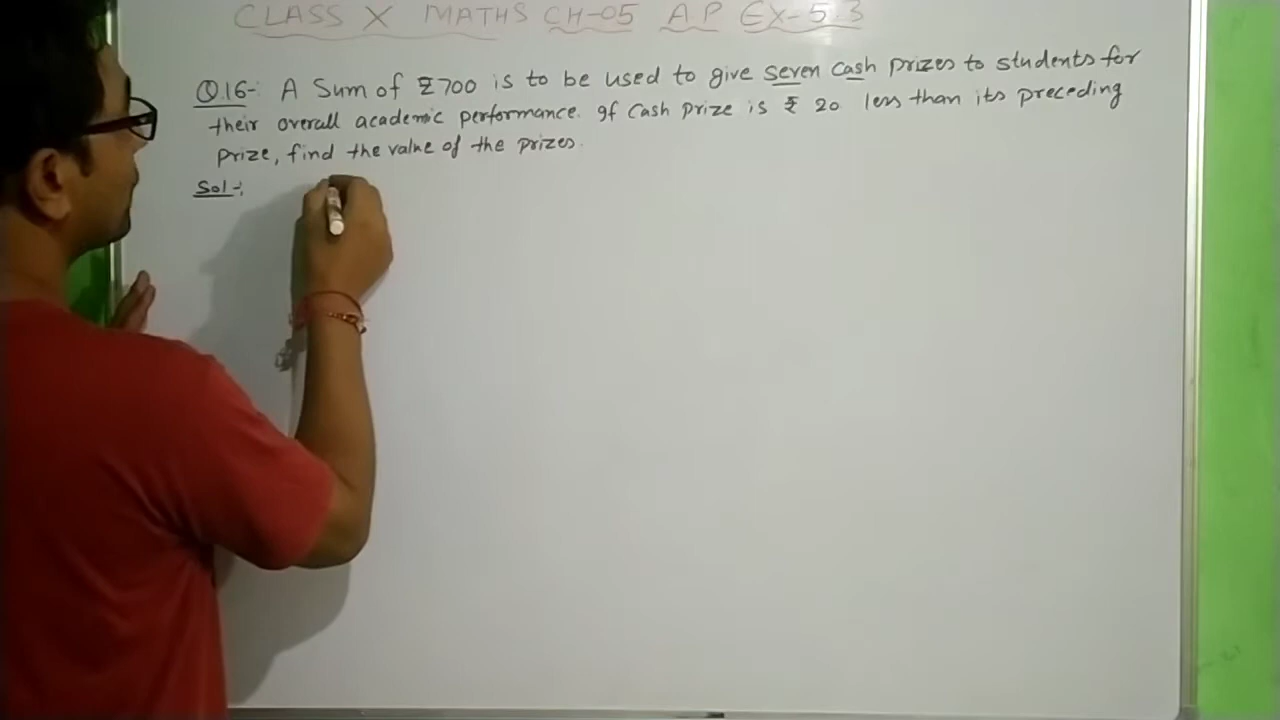 CLASS X MATHS CH-05 AP EX-5.3
Q.16-: A Sum of ₹700 is to be used to give seven cash prizes to students for
their overall academic performance. If Cash prize is ₹ 20 less than its preceding
prize, find the value of the prizes.
Sol-: